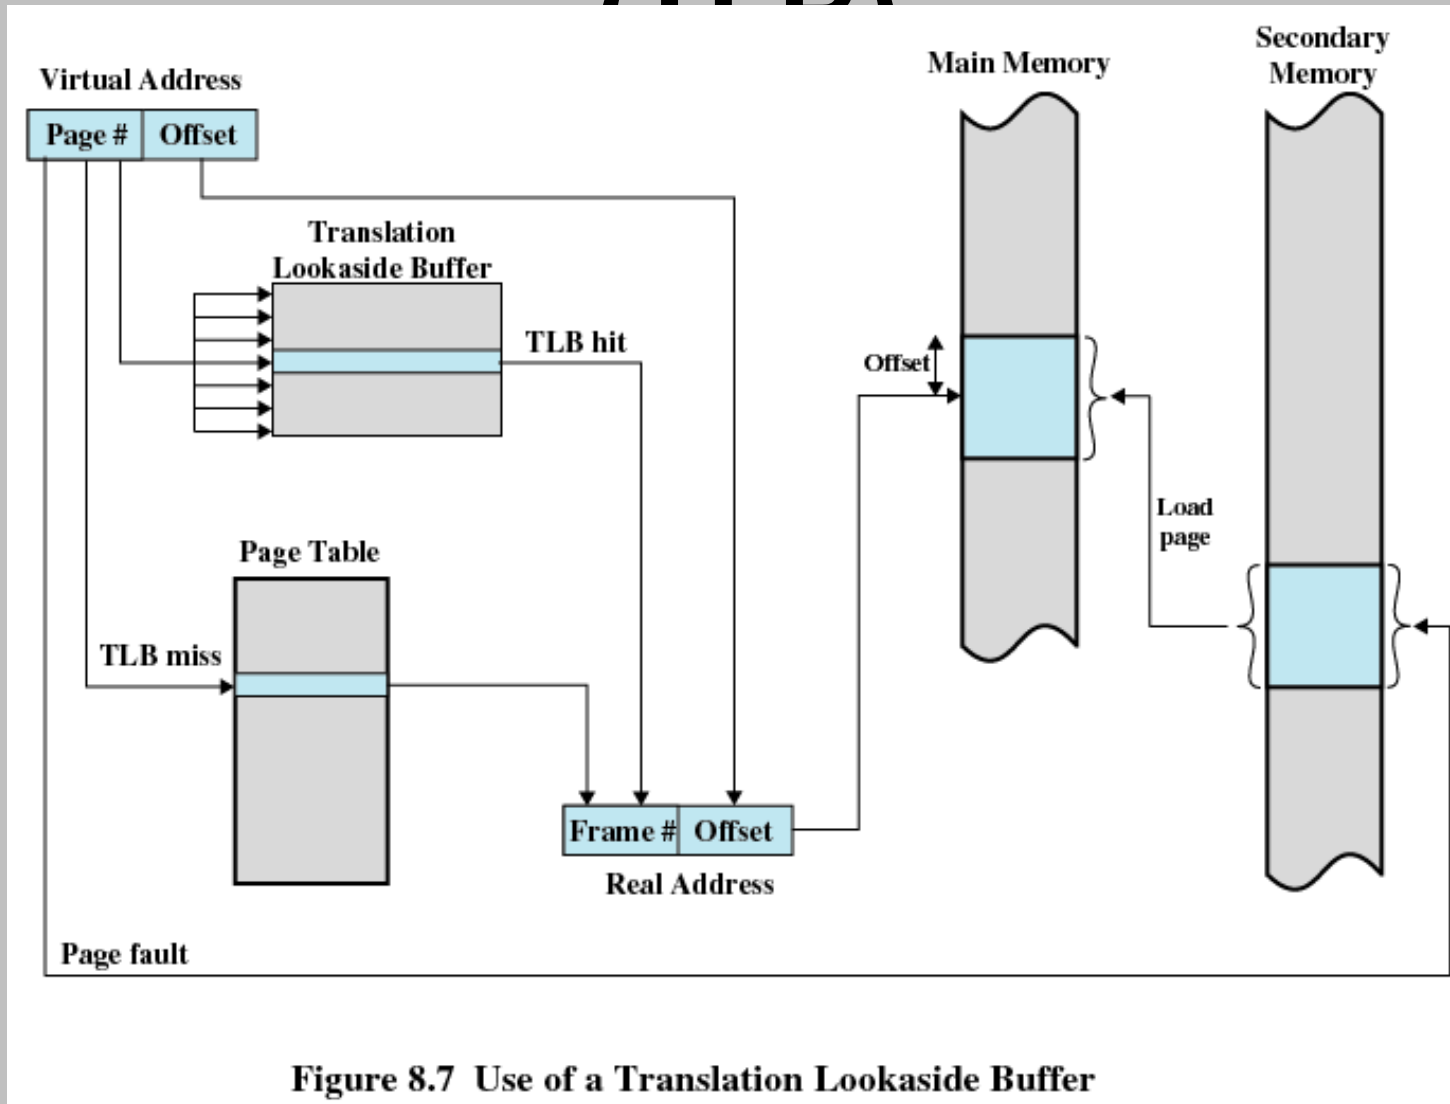 Virtual Address
Page #
Offset
Translation
Lookaside Buffer
TLB hit
Page Table
TLB miss
Frame #
Offset
Real Address
Page fault
Main Memory
Offset
Load
page
Secondary
Memory
Figure 8.7 Use of a Translation Lookaside Buffer